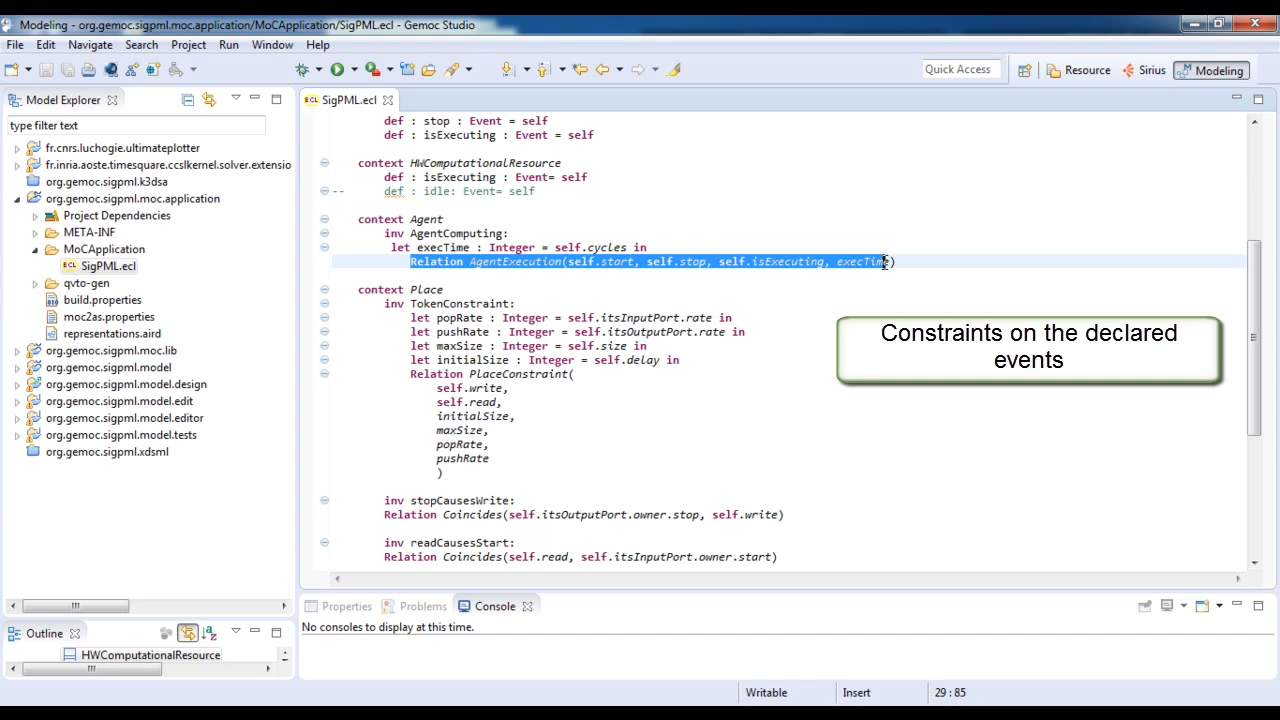 Modeling - org.gemoc.sigpml.moc.application/MoCApplication/SigPML.ecl - Gemoc Studio
File Edit Navigate Search Project Run Window Help
Quick Access
Resource
Sirius
Modeling
Model Explorer
SigPML.ecl
type filter text
fr.cnrs.luchogie.ultimateplotter
fr.inria.aoste.timesquare.ccslkernel.solver.extension
org.gemoc.sigpml.k3dsa
org.gemoc.sigpml.moc.application
Project Dependencies
META-INF
MoCApplication
SigPML.ecl
qvto-gen
build.properties
moc2as.properties
representations.aird
org.gemoc.sigpml.moc.lib
org.gemoc.sigpml.model
org.gemoc.sigpml.model.design
org.gemoc.sigpml.model.edit
org.gemoc.sigpml.model.editor
org.gemoc.sigpml.model.tests
org.gemoc.sigpml.xdsml
def : stop : Event = self
def : isExecuting : Event = self
context HWComputationalResource
def : isExecuting : Event= self
-- def : idle: Event= self
context Agent
inv AgentComputing:
let execTime : Integer = self.cycles in
Relation AgentExecution(self.start, self.stop, self.isExecuting, execTime)
context Place
inv TokenConstraint:
let popRate : Integer = self.itsInputPort.rate in
let pushRate : Integer = self.itsOutputPort.rate in
let maxSize : Integer = self.size in
let initialSize : Integer = self.delay in
Relation PlaceConstraint(
self.write,
self.read,
initialSize,
maxSize,
popRate,
pushRate
)
inv stopCausesWrite:
Relation Coincides(self.itsOutputPort.owner.stop, self.write)
inv readCausesStart:
Relation Coincides(self.read, self.itsInputPort.owner.start)
Constraints on the declared
events
Outline
HWComputationalResource
Properties
Problems
Console
No consoles to display at this time.
Writable
Insert
29 : 85